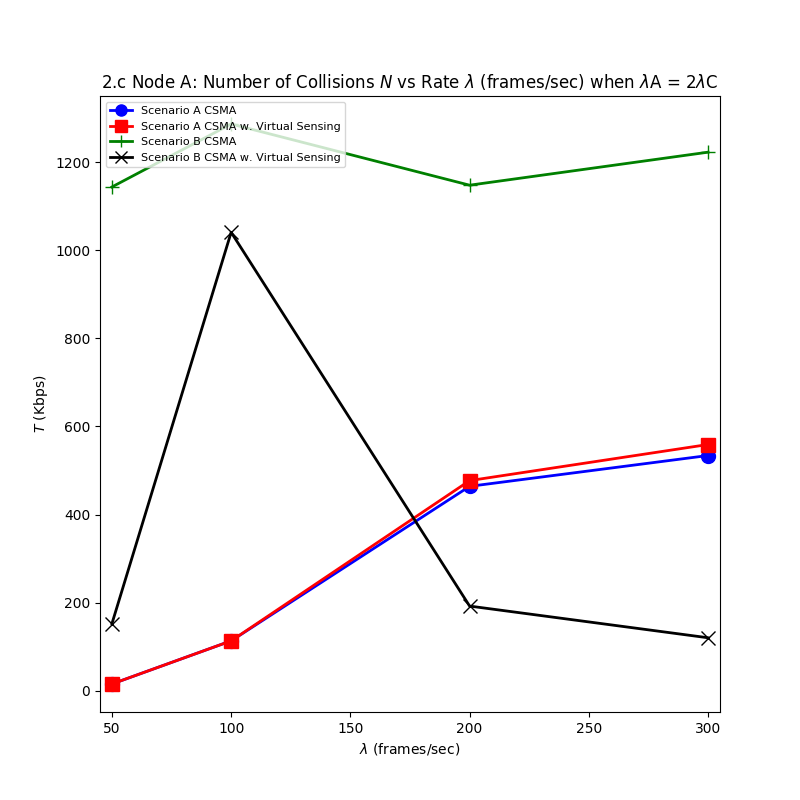 2.c Node A: Number of Collisions N vs Rate λ (frames/sec) when λA = 2λC
Scenario A CSMA
Scenario A CSMA w. Virtual Sensing
Scenario B CSMA
Scenario B CSMA w. Virtual Sensing
1200
1000
800
600
400
200
0
T (Kbps)
50 100 150 200 250 300
λ (frames/sec)